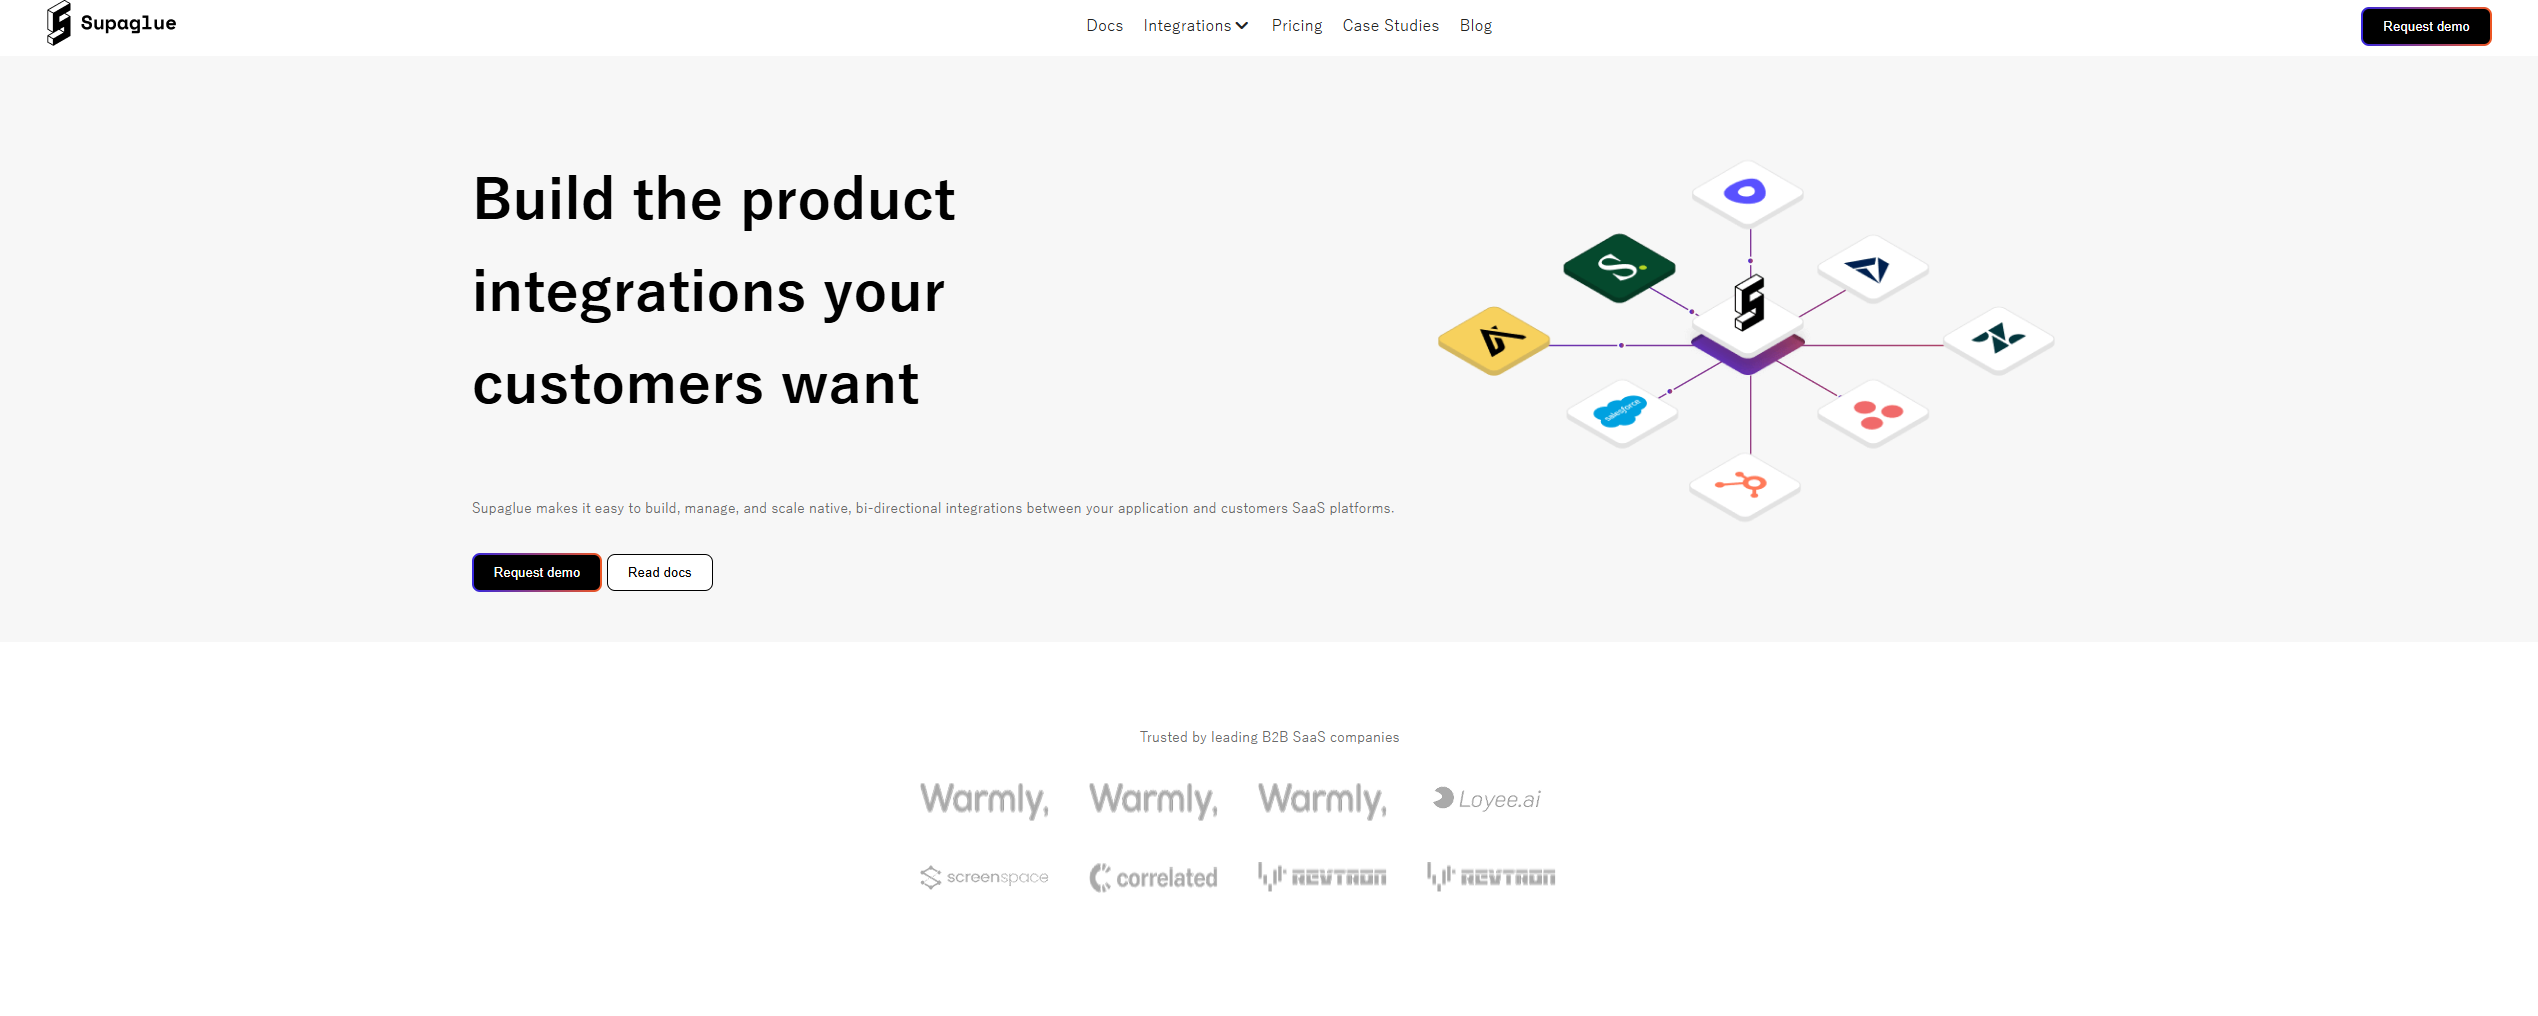 Supaglue
Docs
Integrations
Pricing
Case Studies
Blog
Request demo
Build the product
integrations your
customers want
salesforce
Supaglue makes it easy to build, manage, and scale native, bi-directional integrations between your application and customers SaaS platforms.
Request demo
Read docs
Trusted by leading B2B SaaS companies
Warmly,
Warmly,
Warmly,
Loyee.ai
screenspace
correlated
REVTRON
REVTRON